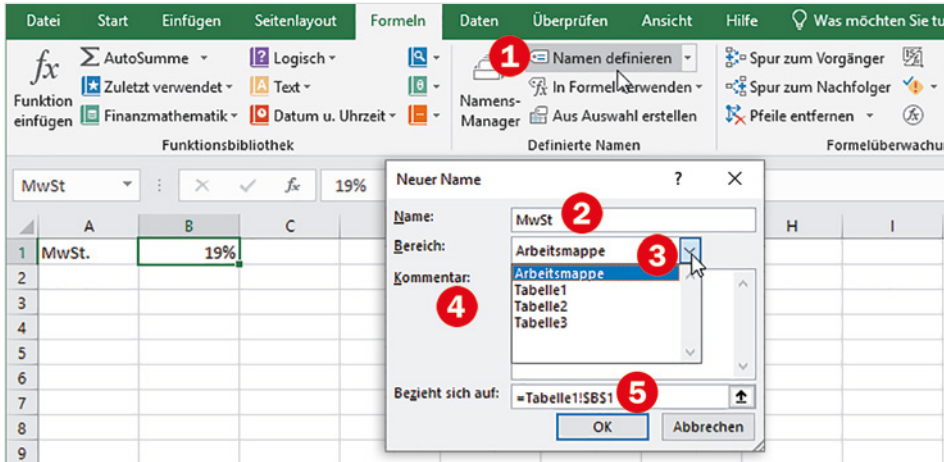 Datei Start Einfügen Seitenlayout Formeln Daten Überprüfen Ansicht Hilfe Was möchten Sie tu
fx
Funktion
einfügen
AutoSumme
Zuletzt verwendet
Finanzmathematik
? Logisch
A Text
Datum u. Uhrzeit
θ
Funktionsbibliothek
Namens-
Manager
1 Namen definieren
fx In Formel verwenden
Aus Auswahl erstellen
Definierte Namen
Spur zum Vorgänger
Spur zum Nachfolger
Pfeile entfernen
fx
Formelüberwachu
MwSt fx 19%
A B C H I
1 MwSt. 19%
2
3
4
5
6
7
8
9
Neuer Name ?
Name: MwSt 2
Bereich: Arbeitsmappe 3
Arbeitsmappe
Tabelle1
Tabelle2
Tabelle3
Kommentar:
4
Bezieht sich auf: =Tabelle1!$B$1 5
OK Abbrechen